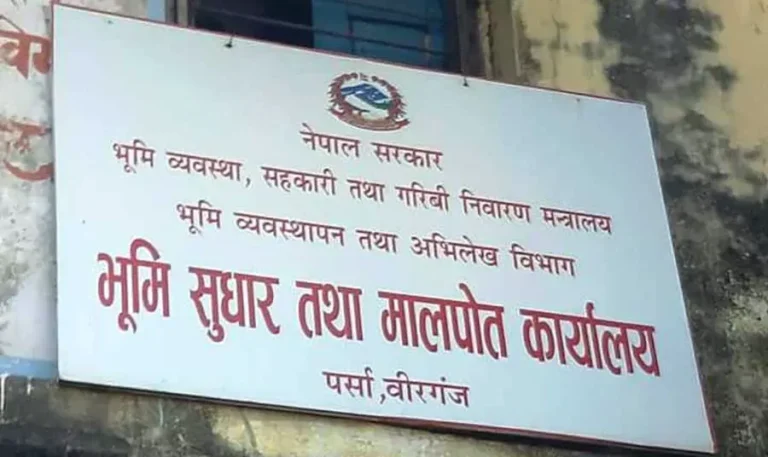 नेपाल सरकार
भूमि व्यवस्था, सहकारी तथा गरिबी निवारण मन्त्रालय
भूमि व्यवस्थापन तथा अभिलेख विभाग
भूमि सुधार तथा मालपोत कार्यालय
पर्सा,वीरगंज